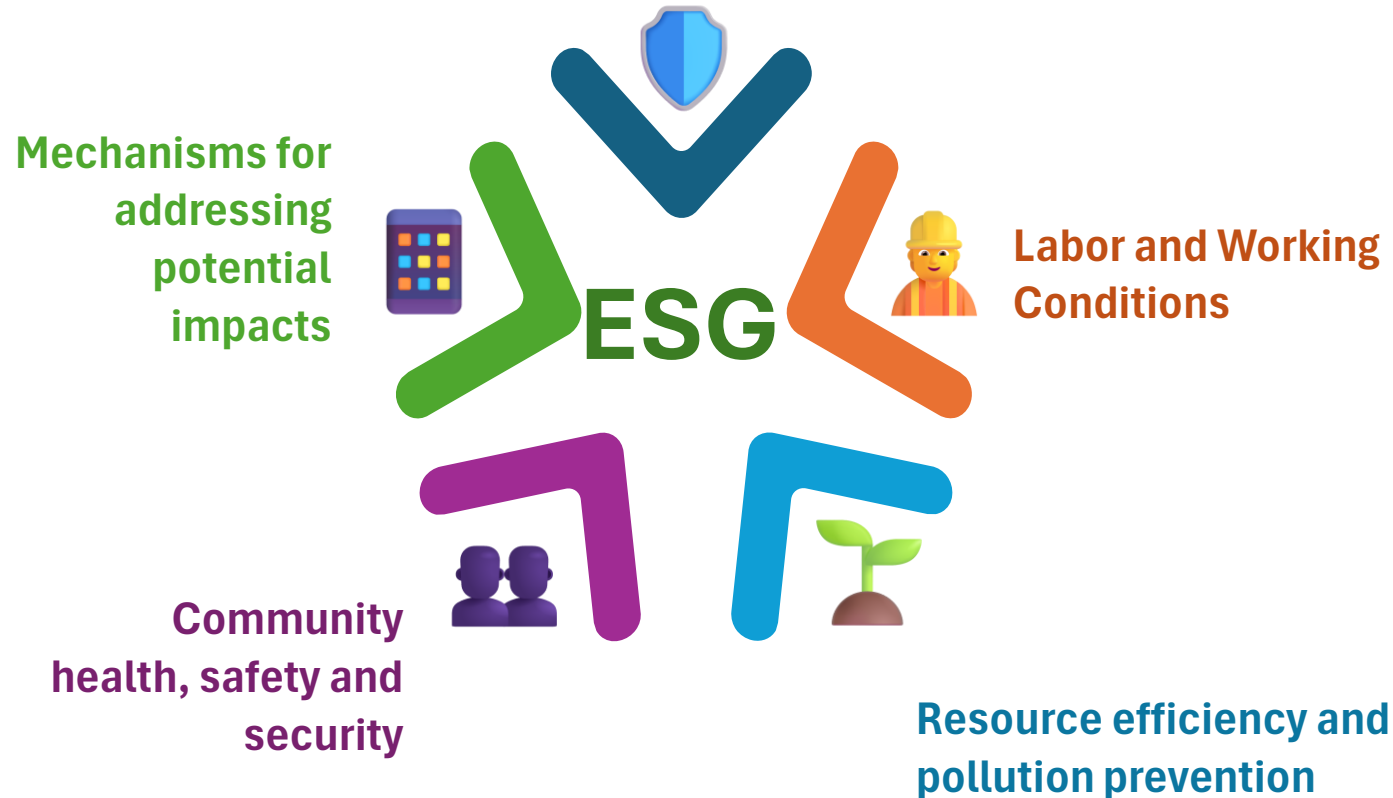 Mechanisms for
addressing
potential
impacts
ESG
Labor and Working
Conditions
Community
health, safety and
security
Resource efficiency and
pollution prevention